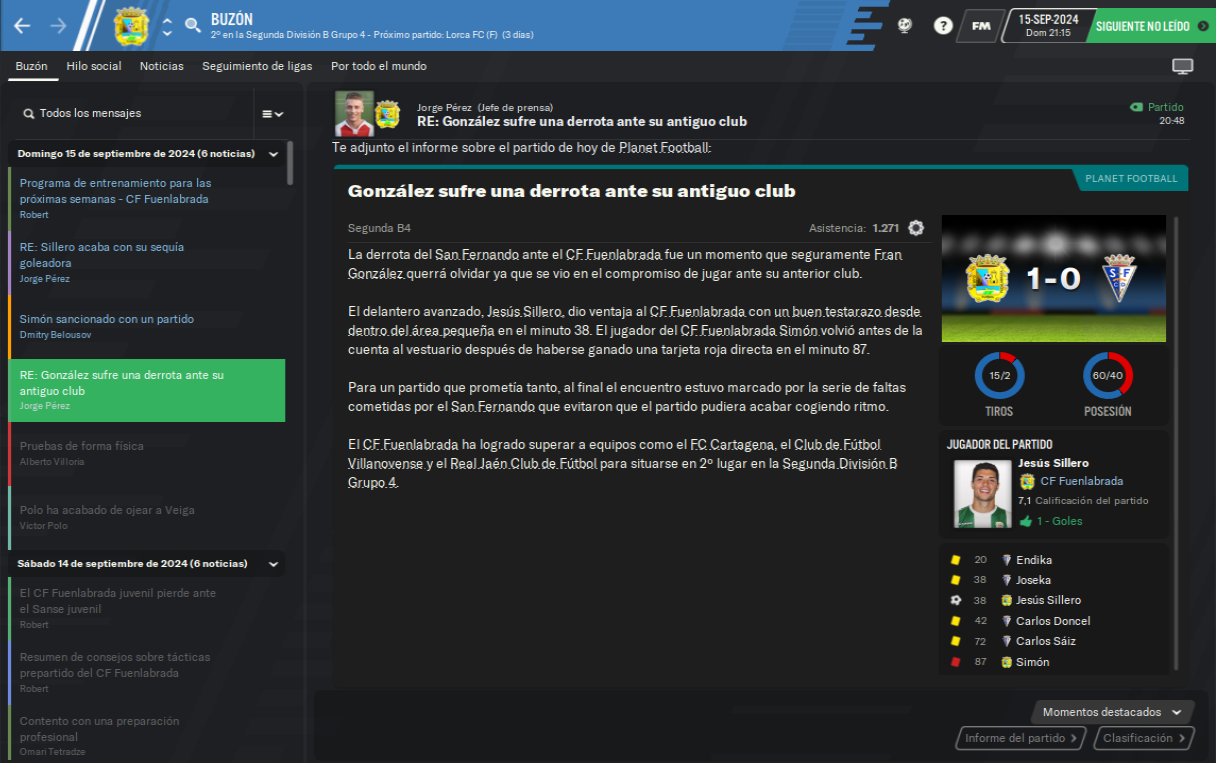 BUZÓN
2º en la Segunda División B Grupo 4 - Próximo partido: Lorca FC (F) (3 días)
FM
15-SEP-2024
Dom 21:15
SIGUIENTE NO LEÍDO
Buzón Hilo social Noticias Seguimiento de ligas Por todo el mundo
Todos los mensajes
Domingo 15 de septiembre de 2024 (6 noticias)
Programa de entrenamiento para las
próximas semanas - CF Fuenlabrada
Robert
RE: Sillero acaba con su sequía
goleadora
Jorge Pérez
Simón sancionado con un partido
Dmitry Belousov
RE: González sufre una derrota ante su
antiguo club
Jorge Pérez
Pruebas de forma física
Alberto Villoria
Polo ha acabado de ojear a Veiga
Víctor Polo
Sábado 14 de septiembre de 2024 (6 noticias)
El CF Fuenlabrada juvenil pierde ante
el Sanse juvenil
Robert
Resumen de consejos sobre tácticas
prepartido del CF Fuenlabrada
Robert
Contento con una preparación
profesional
Omari Tetradze
Jorge Pérez (Jefe de prensa)
RE: González sufre una derrota ante su antiguo club
Partido
20:48
Te adjunto el informe sobre el partido de hoy de Planet Football:
PLANET FOOTBALL
González sufre una derrota ante su antiguo club
Segunda B4
Asistencia: 1.271
La derrota del San Fernando ante el CF Fuenlabrada fue un momento que seguramente Fran
González querrá olvidar ya que se vio en el compromiso de jugar ante su anterior club.
El delantero avanzado, Jesús Sillero, dio ventaja al CF Fuenlabrada con un buen testarazo desde
dentro del área pequeña en el minuto 38. El jugador del CF Fuenlabrada Simón volvió antes de la
cuenta al vestuario después de haberse ganado una tarjeta roja directa en el minuto 87.
Para un partido que prometía tanto, al final el encuentro estuvo marcado por la serie de faltas
cometidas por el San Fernando que evitaron que el partido pudiera acabar cogiendo ritmo.
El CF Fuenlabrada ha logrado superar a equipos como el FC Cartagena, el Club de Fútbol
Villanovense y el Real Jaén Club de Fútbol para situarse en 2º lugar en la Segunda División B
Grupo 4.
1-0
15/2
60/40
TIROS
POSESIÓN
JUGADOR DEL PARTIDO
Jesús Sillero
CF Fuenlabrada
7,1 Calificación del partido
1 - Goles
20 Endika
38 Joseka
38 Jesús Sillero
42 Carlos Doncel
72 Carlos Sáiz
87 Simón
Momentos destacados
Informe del partido
Clasificación